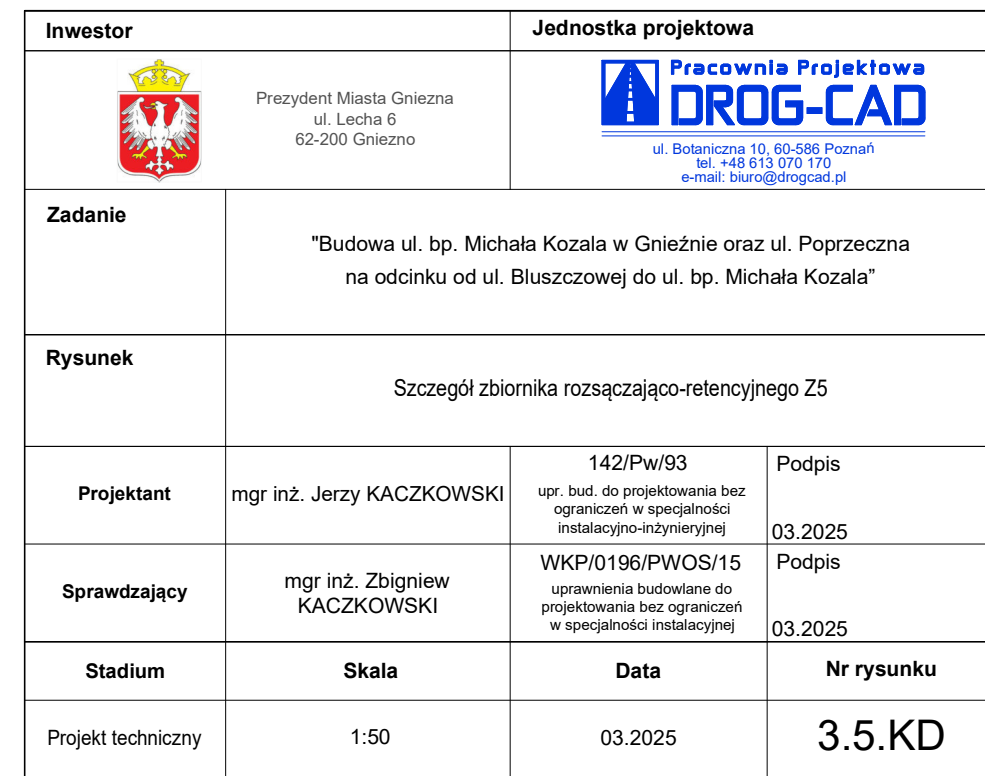 Inwestor
Jednostka projektowa
Prezydent Miasta Gniezna
ul. Lecha 6
62-200 Gniezno
Pracownia Projektowa
DROG-CAD
ul. Botaniczna 10, 60-586 Poznań
tel. +48 613 070 170
e-mail: biuro@drogcad.pl
Zadanie
"Budowa ul. bp. Michała Kozala w Gnieźnie oraz ul. Poprzeczna
na odcinku od ul. Bluszczowej do ul. bp. Michała Kozala”
Rysunek
Szczegół zbiornika rozsączająco-retencyjnego Z5
Projektant
mgr inż. Jerzy KACZKOWSKI
142/Pw/93
upr. bud. do projektowania bez
ograniczeń w specjalności
instalacyjno-inżynieryjnej
Podpis
03.2025
Sprawdzający
mgr inż. Zbigniew
KACZKOWSKI
WKP/0196/PWOS/15
uprawnienia budowlane do
projektowania bez ograniczeń
w specjalności instalacyjnej
Podpis
03.2025
Stadium
Skala
Data
Nr rysunku
Projekt techniczny
1:50
03.2025
3.5.KD